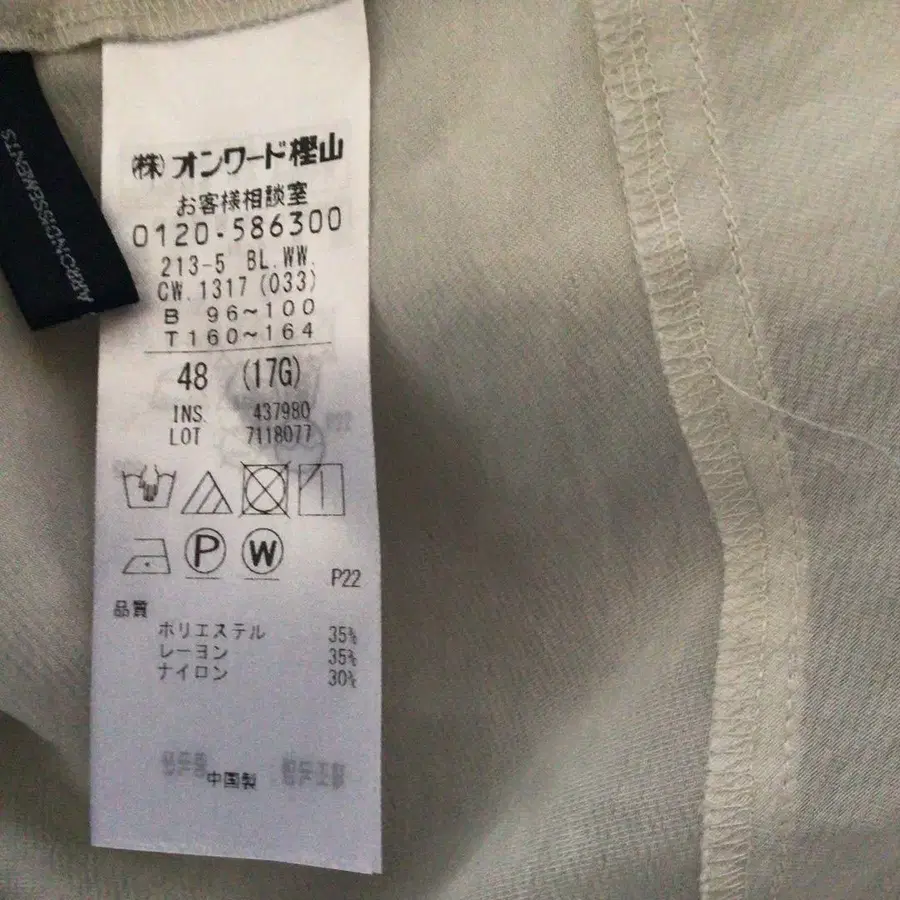 ㈱オンワード樫山
お客様相談室
0120-586300
213-5 BL.WW.
CW.1317 (033)
B 96~100
T160~164
48 (17G)
INS. 437980
LOT 7118077
P
W
P22
品質
ポリエステル 35%
レーヨン 35%
ナイロン 30%
中国製
ARRONDISSEMENTS